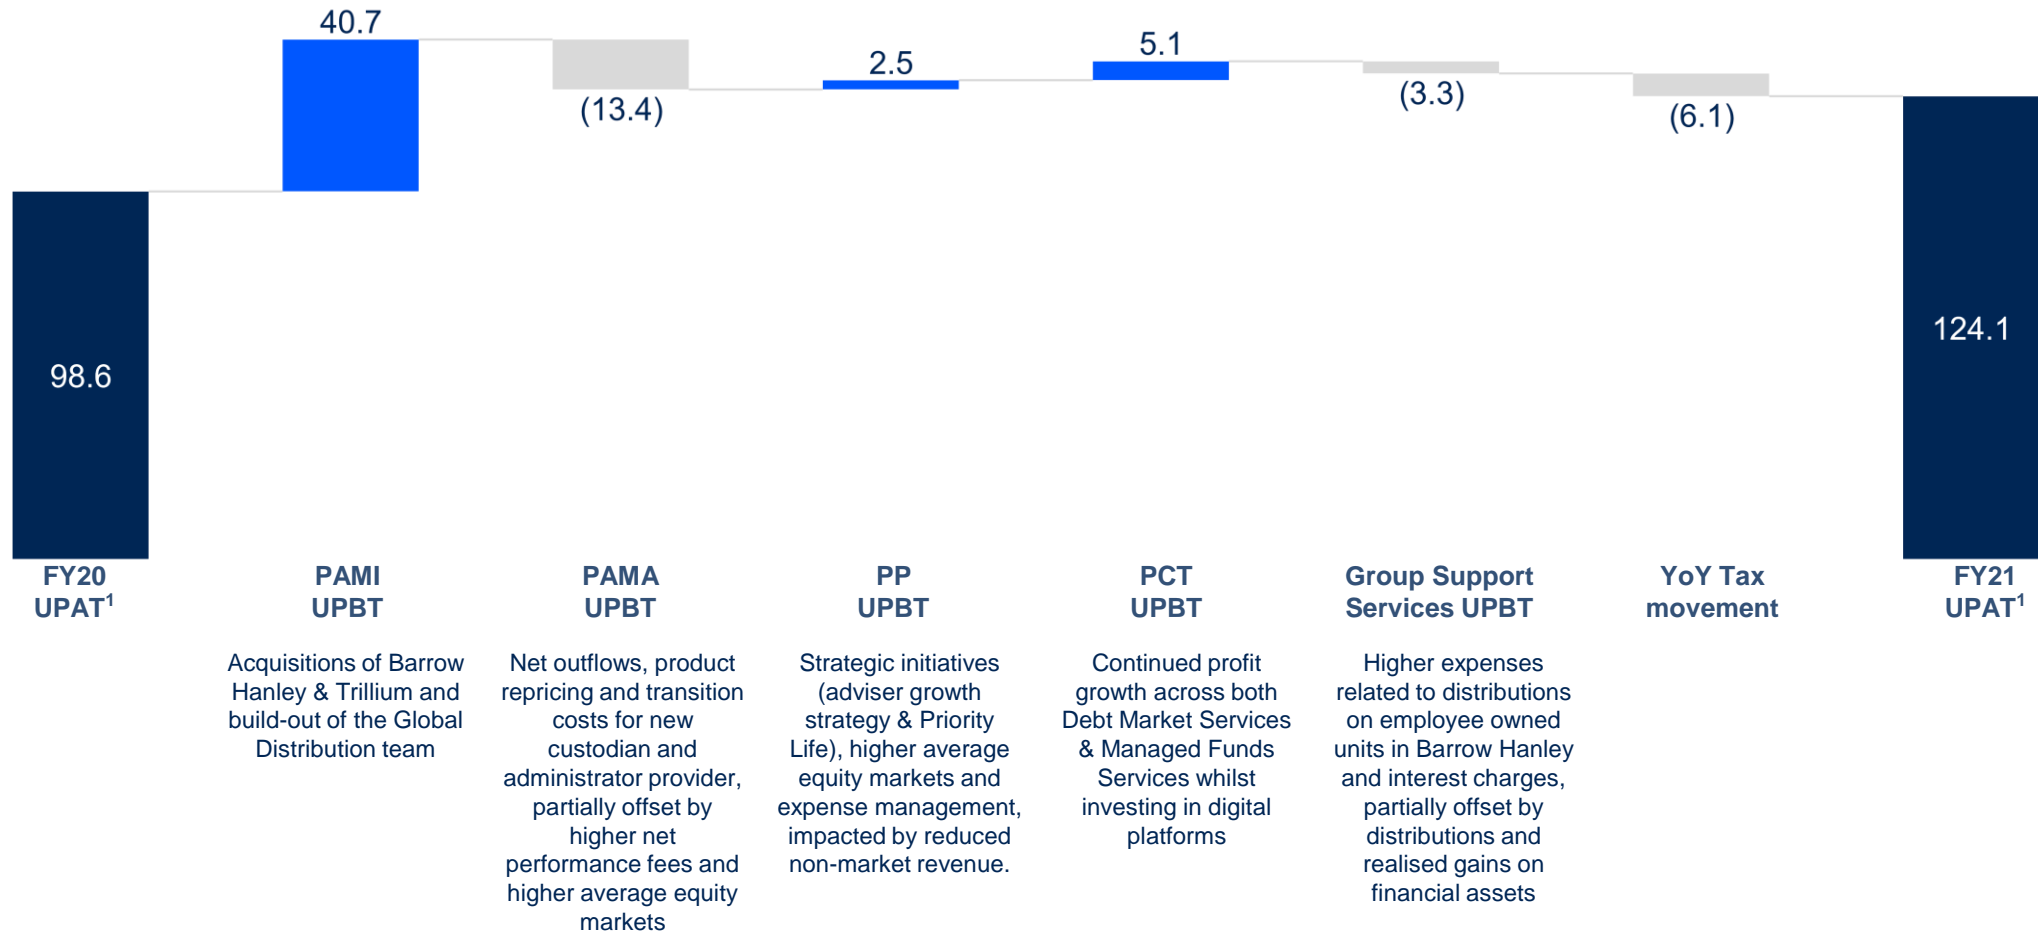 40.7
(13.4)
2.5
5.1
(3.3)
(6.1)
98.6
124.1
FY20
UPAT1
PAMI
UPBT
PAMA
UPBT
PP
UPBT
PCT
UPBT
Group Support
Services UPBT
YoY Tax
movement
FY21
UPAT1
Acquisitions of Barrow
Hanley & Trillium and
build-out of the Global
Distribution team
Net outflows, product
repricing and transition
costs for new
custodian and
administrator provider,
partially offset by
higher net
performance fees and
higher average equity
markets
Strategic initiatives
(adviser growth
strategy & Priority
Life), higher average
equity markets and
expense management,
impacted by reduced
non-market revenue.
Continued profit
growth across both
Debt Market Services
& Managed Funds
Services whilst
investing in digital
platforms
Higher expenses
related to distributions
on employee owned
units in Barrow Hanley
and interest charges,
partially offset by
distributions and
realised gains on
financial assets